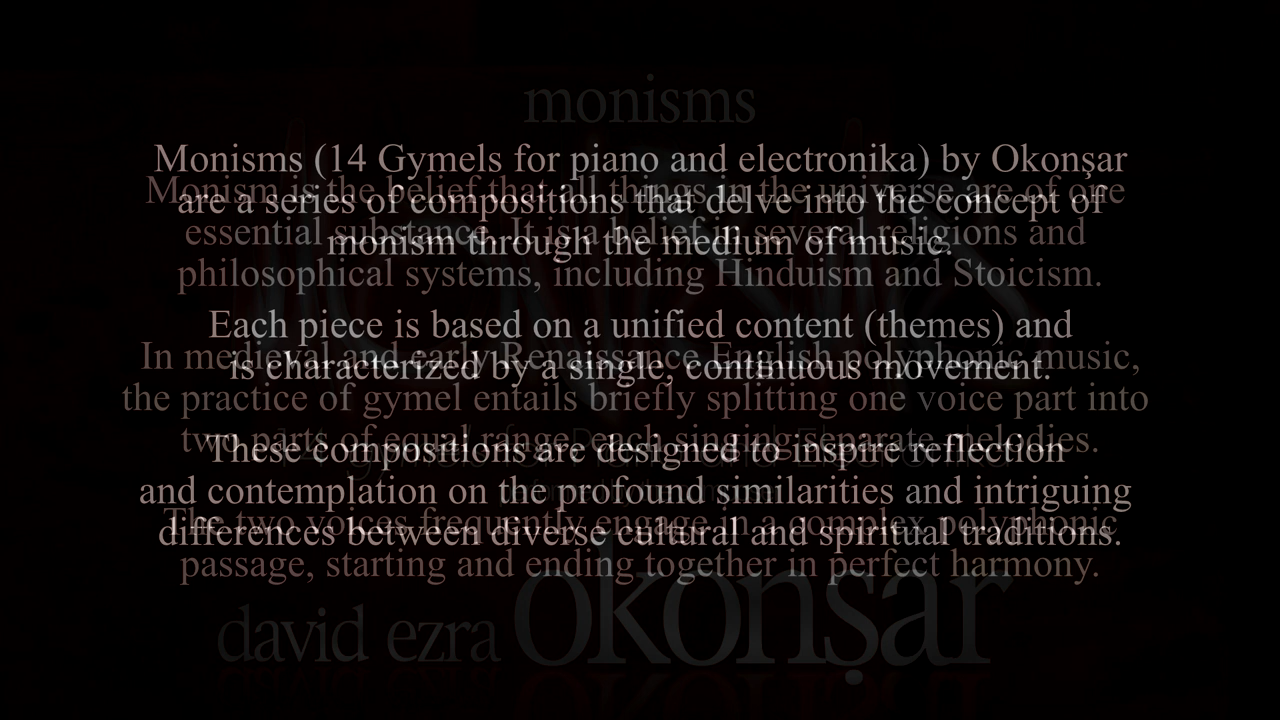 monisms
Monisms (14 Gymels for piano and electronika) by Okonşar
are a series of compositions that delve into the concept of
monism through the medium of music.
Each piece is based on a unified content (themes) and
is characterized by a single, continuous movement.
These compositions are designed to inspire reflection
and contemplation on the profound similarities and intriguing
differences between diverse cultural and spiritual traditions.
Monism is the belief that all things in the universe are of one
essential substance. It is a belief in several religions and
philosophical systems, including Hinduism and Stoicism.
In medieval and early Renaissance English polyphonic music,
the practice of gymel entails briefly splitting one voice part into
two parts of equal range, each singing separate melodies.
The two voices frequently engage in a complex polyphonic
passage, starting and ending together in perfect harmony.
david ezra okonşar